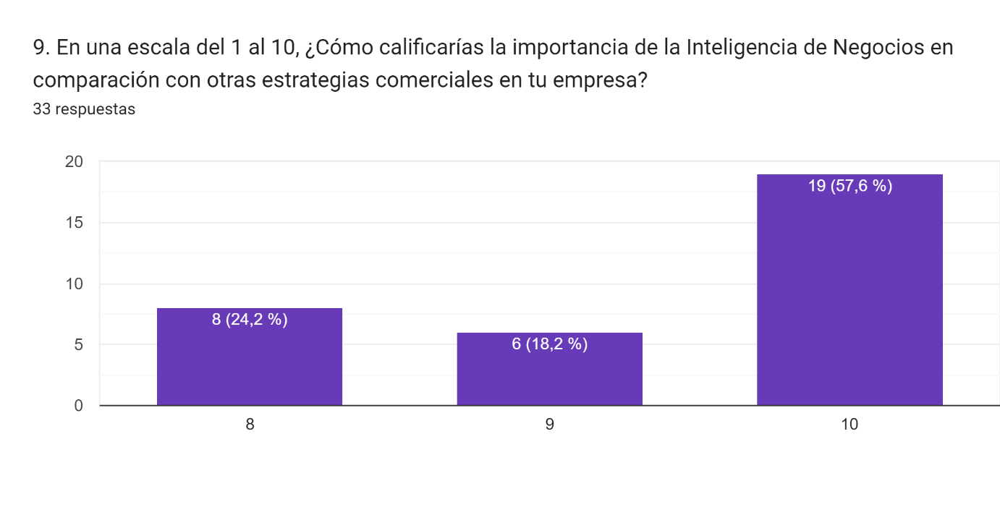 9. En una escala del 1 al 10, ¿Cómo calificarías la importancia de la Inteligencia de Negocios en
comparación con otras estrategias comerciales en tu empresa?
33 respuestas
20
19 (57,6 %)
15
10
8 (24,2 %)
6 (18,2 %)
5
0
8
9
10